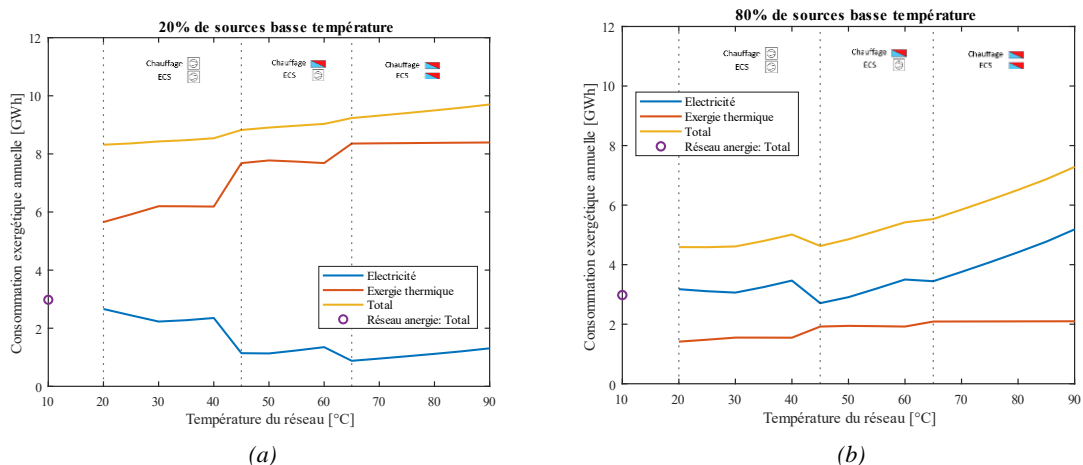 20% de sources basse température
Consommation exergétique annuelle [GWh]
12
10
8
6
4
2
0
Chauffage
ECS
Chauffage
ECS
Chauffage
ECS
Electricité
Exergie thermique
Total
Réseau anergie: Total
10 20 30 40 50 60 70 80 90
Température du réseau [°C]
(a)
80% de sources basse température
Consommation exergétique annuelle [GWh]
12
10
8
6
4
2
0
Chauffage
ECS
Chauffage
ECS
Chauffage
ECS
Electricité
Exergie thermique
Total
Réseau anergie: Total
10 20 30 40 50 60 70 80 90
Température du réseau [°C]
(b)